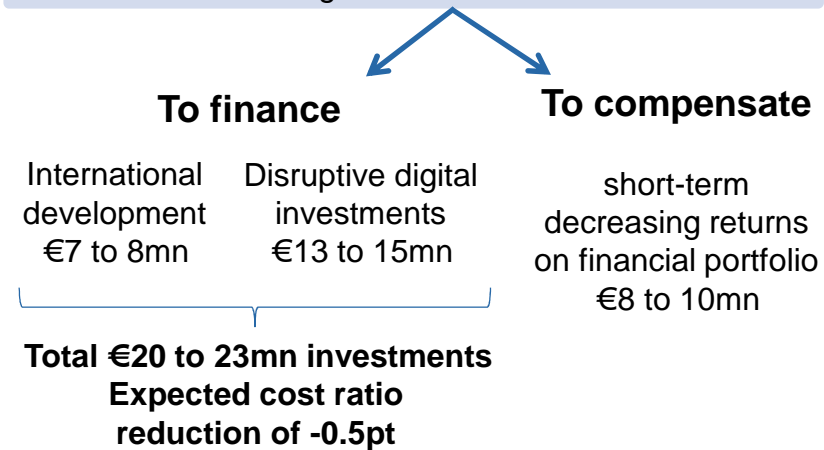 To finance
To compensate
International
development
€7 to 8mn
Disruptive digital
investments
€13 to 15mn
short-term
decreasing returns
on financial portfolio
€8 to 10mn
Total €20 to 23mn investments
Expected cost ratio
reduction of -0.5pt